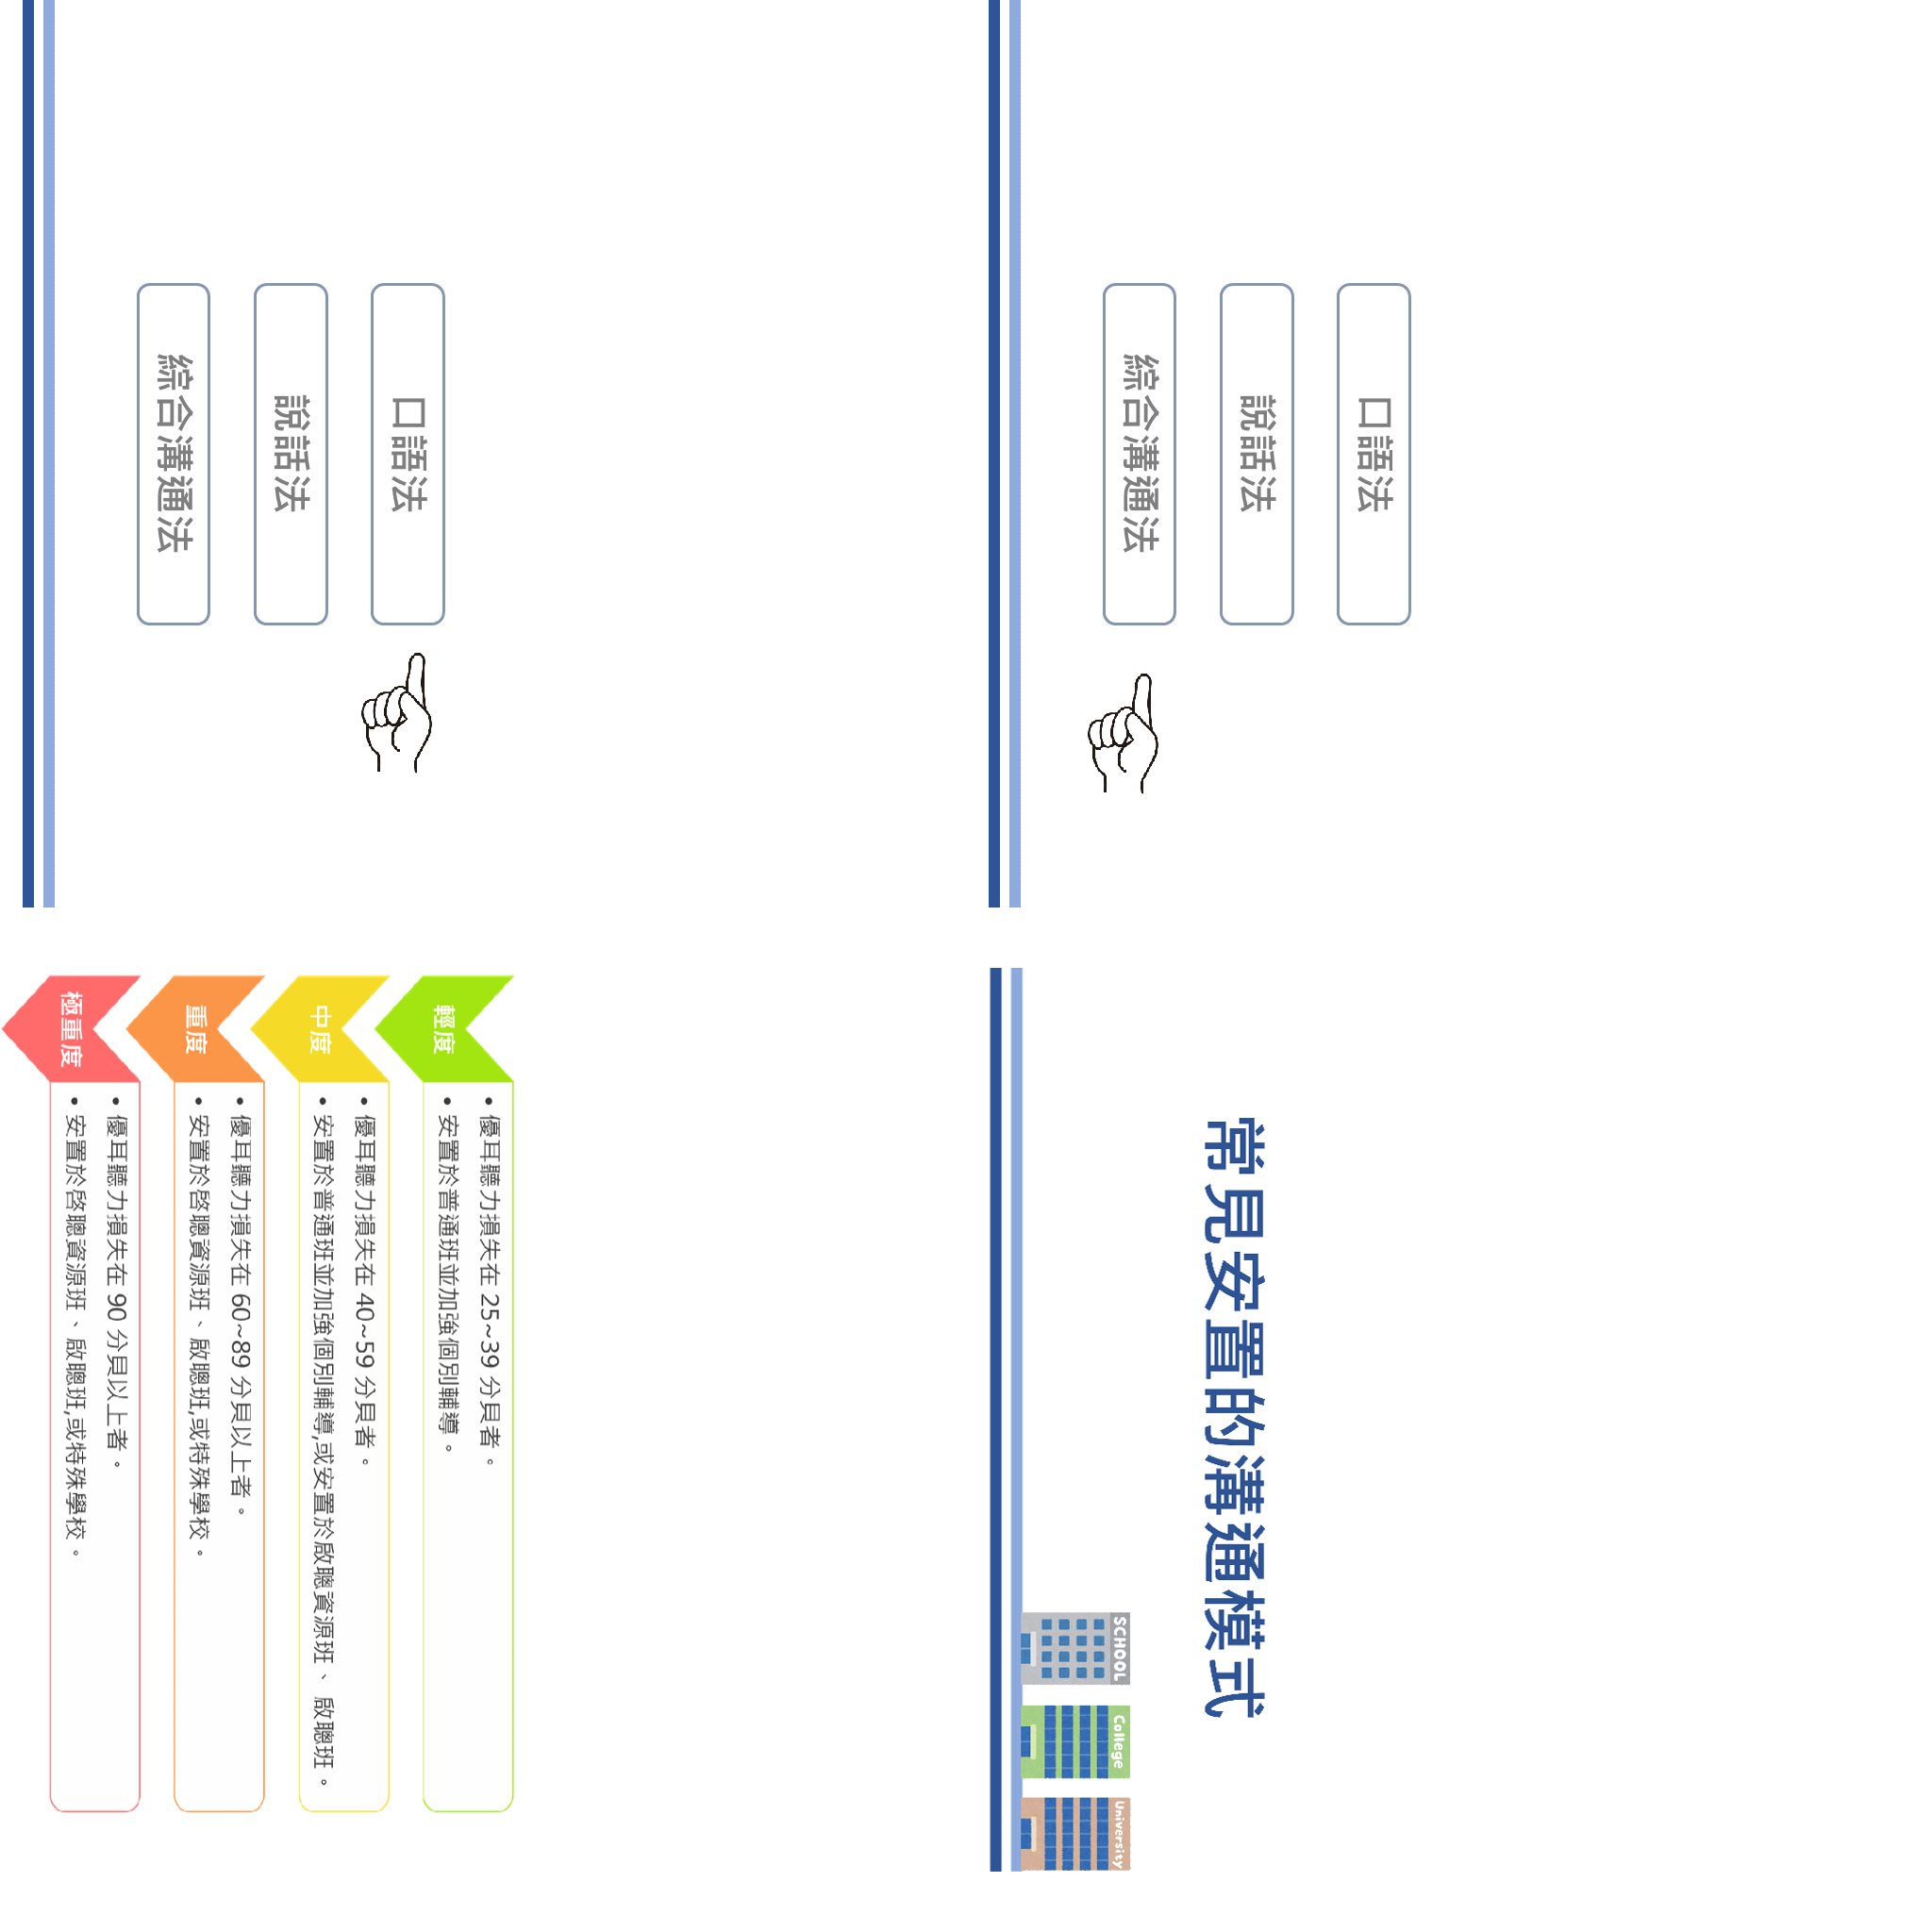 口語法
說話法
綜合溝通法
常見安置的溝通模式
SCHOOL
College
University
口語法
說話法
綜合溝通法
輕度
• 優耳聽力損失在 25~39 分貝者。
• 安置於普通班並加強個別輔導。
中度
• 優耳聽力損失在 40~59 分貝者。
• 安置於普通班並加強個別輔導,或安置於啟聰資源班、啟聰班。
重度
• 優耳聽力損失在 60~89 分貝以上者。
• 安置於啓聰資源班、啟聰班,或特殊學校。
極重度
• 優耳聽力損失在 90 分貝以上者。
• 安置於啓聰資源班、啟聰班,或特殊學校。